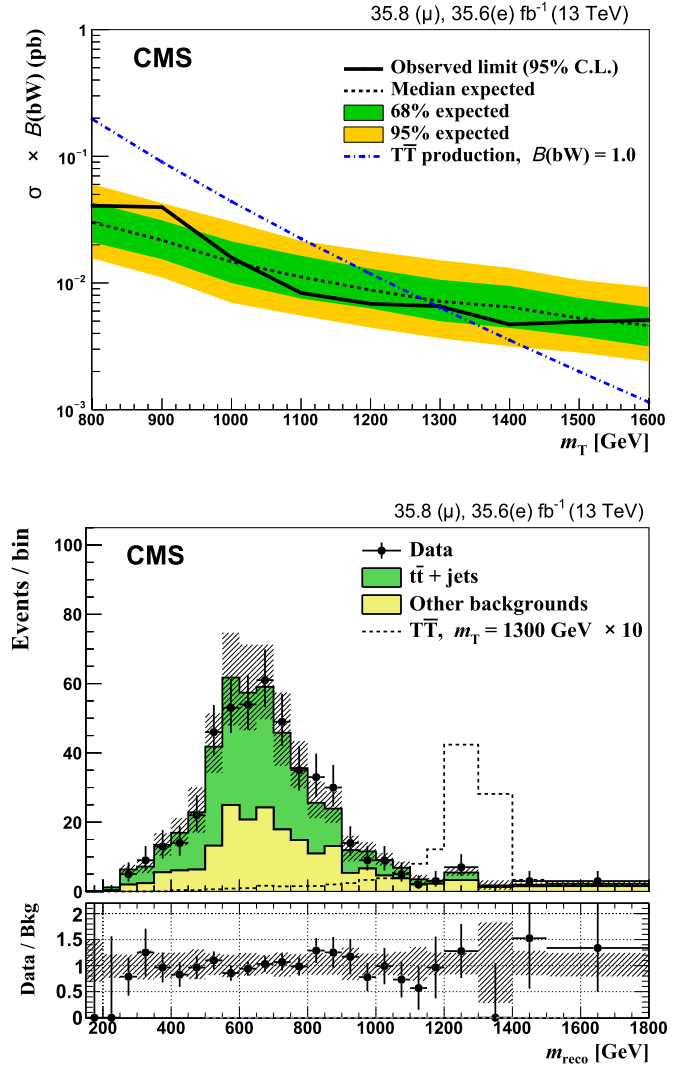 35.8 (μ), 35.6(e) fb⁻¹ (13 TeV)
CMS
Observed limit (95% C.L.)
Median expected
68% expected
95% expected
TT̅ production, B(bW) = 1.0
σ × B(bW) (pb)
1
10⁻¹
10⁻²
10⁻³
800 900 1000 1100 1200 1300 1400 1500 1600
m_T [GeV]
35.8 (μ), 35.6(e) fb⁻¹ (13 TeV)
CMS
Data
tt̅ + jets
Other backgrounds
TT̅, m_T = 1300 GeV × 10
Events / bin
100
80
60
40
20
0
Data / Bkg
2
1.5
1
0.5
0
200 400 600 800 1000 1200 1400 1600 1800
m_reco [GeV]